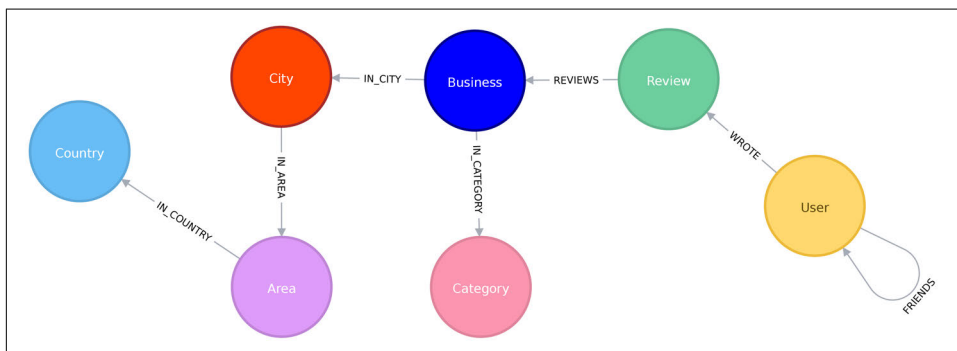 City
IN_CITY
Business
REVIEWS
Review
Country
WROTE
IN_AREA
IN_CATEGORY
User
IN_COUNTRY
Area
Category
FRIENDS